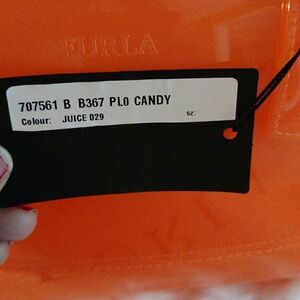 FURLA
707561 B B367 PL0 CANDY
Colour: JUICE 029 sz: